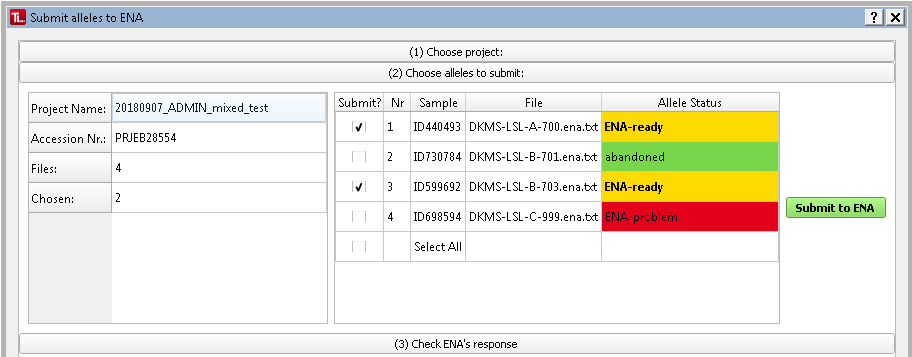 Ti... Submit alleles to ENA ? X
(1) Choose project:
(2) Choose alleles to submit:
Project Name: 20180907_ADMIN_mixed_test
Accession Nr.: PRJEB28554
Files: 4
Chosen: 2
Submit? Nr Sample File Allele Status
1 ID440493 DKMS-LSL-A-700.ena.txt ENA-ready
2 ID730784 DKMS-LSL-B-701.ena.txt abandoned
3 ID599692 DKMS-LSL-B-703.ena.txt ENA-ready
4 ID698594 DKMS-LSL-C-999.ena.txt ENA-problem
Select All
Submit to ENA
(3) Check ENA's response